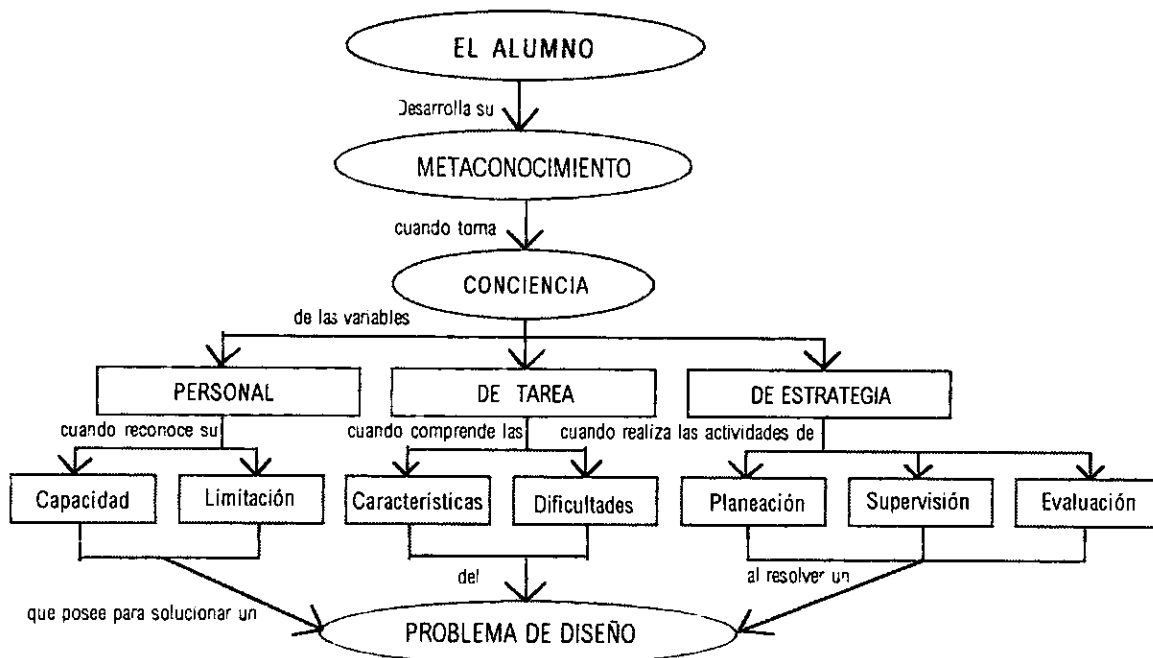 EL ALUMNO
Desarrolla su
METACONOCIMIENTO
cuando toma
CONCIENCIA
de las variables
PERSONAL
DE TAREA
DE ESTRATEGIA
cuando reconoce su
cuando comprende las
cuando realiza las actividades de
Capacidad
Limitación
Características
Dificultades
Planeación
Supervisión
Evaluación
que posee para solucionar un
del
al resolver un
PROBLEMA DE DISEÑO